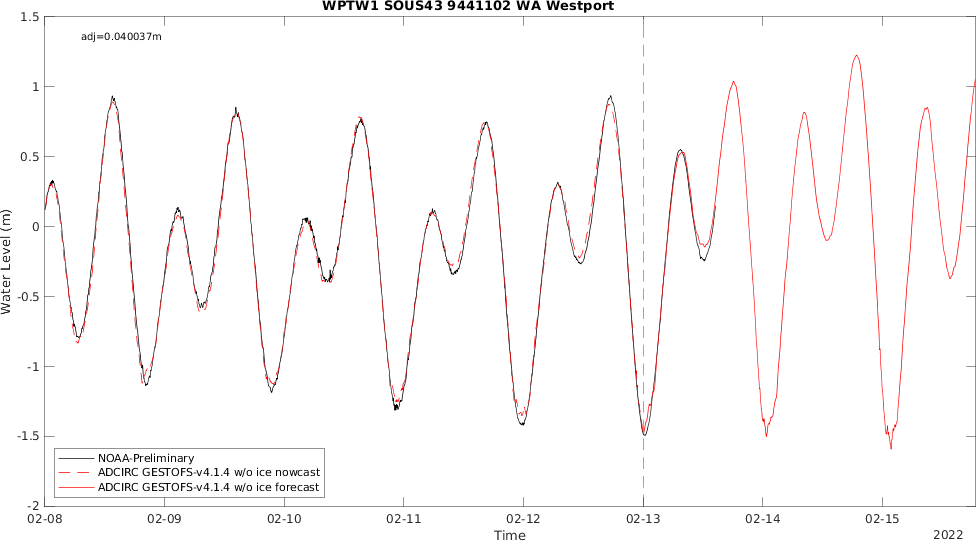 WPTW1 SOUS43 9441102 WA Westport
adj=0.040037m
1.5
1
0.5
0
-0.5
-1
-1.5
-2
Water Level (m)
NOAA-Preliminary
ADCIRC GESTOFS-v4.1.4 w/o ice nowcast
ADCIRC GESTOFS-v4.1.4 w/o ice forecast
02-08 02-09 02-10 02-11 02-12 02-13 02-14 02-15
Time
2022